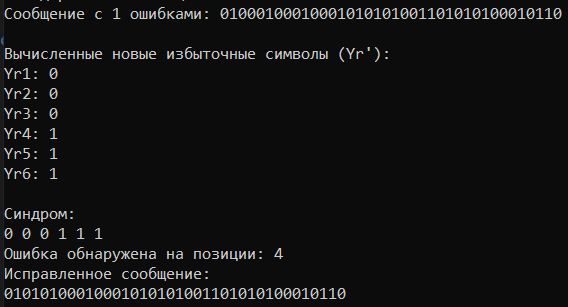 Сообщение с 1 ошибками: 01000100010001010101001101010100010110
Вычисленные новые избыточные символы (Yr'):
Yr1: 0
Yr2: 0
Yr3: 0
Yr4: 1
Yr5: 1
Yr6: 1
Синдром:
0 0 0 1 1 1
Ошибка обнаружена на позиции: 4
Исправленное сообщение:
01010100010001010101001101010100010110